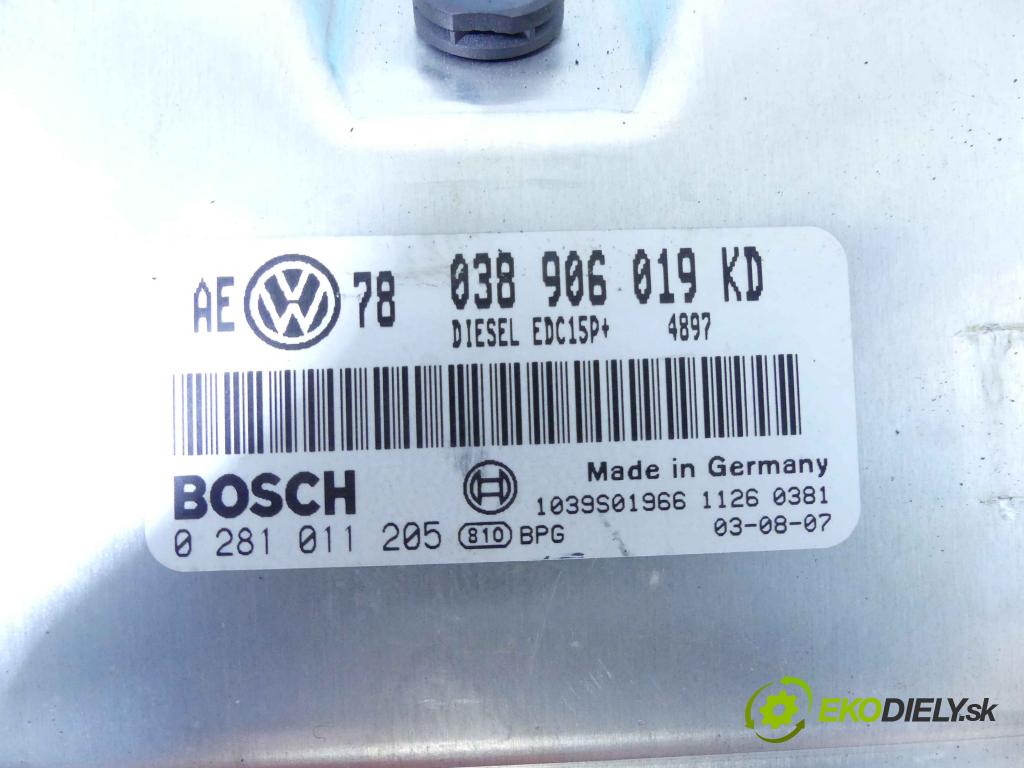 AE VW 78 038 906 019 KD
DIESEL EDC15P+ 4897
BOSCH Made in Germany
1039S01966 1126 0381
0 281 011 205 810 BPG 03-08-07
EKODIELY.sk